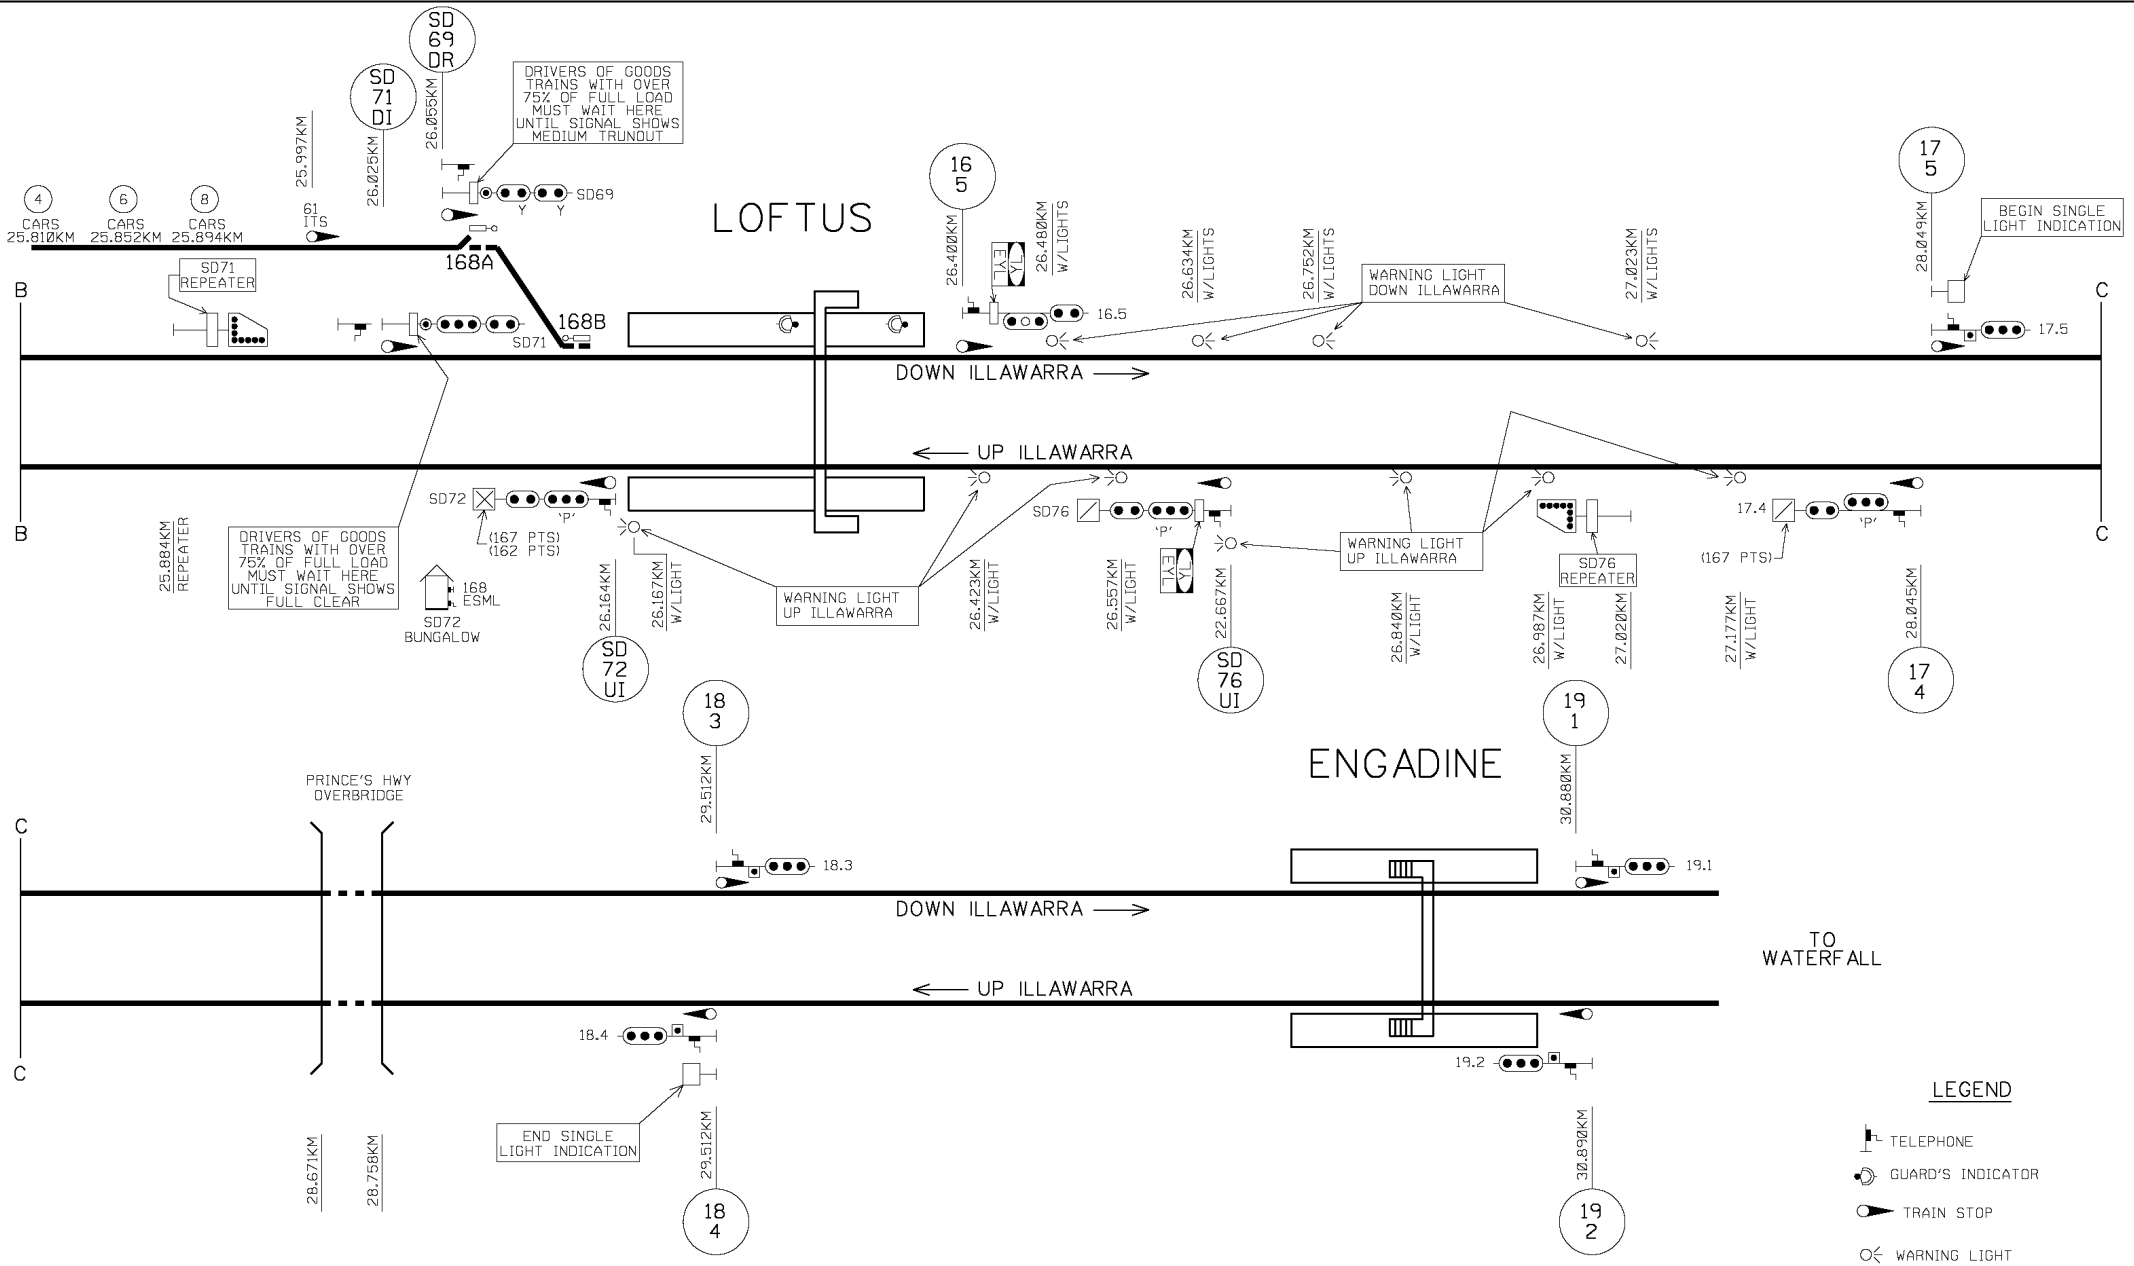 SD
69
DR
SD
71
DI
26.055KM
26.025KM
25.997KM
DRIVERS OF GOODS
TRAINS WITH OVER
75% OF FULL LOAD
MUST WAIT HERE
UNTIL SIGNAL SHOWS
MEDIUM TRUNOUT
4
CARS
25.810KM
6
CARS
25.852KM
8
CARS
25.894KM
61
ITS
SD69
Y Y
168A
LOFTUS
16
5
26.400KM
26.480KM
W/LIGHTS
EYL
YL
16.5
26.634KM
W/LIGHTS
26.752KM
W/LIGHTS
WARNING LIGHT
DOWN ILLAWARRA
27.023KM
W/LIGHTS
17
5
28.049KM
BEGIN SINGLE
LIGHT INDICATION
17.5
SD71
REPEATER
SD71
168B
B
C
DOWN ILLAWARRA
UP ILLAWARRA
B
C
25.884KM
REPEATER
DRIVERS OF GOODS
TRAINS WITH OVER
75% OF FULL LOAD
MUST WAIT HERE
UNTIL SIGNAL SHOWS
FULL CLEAR
SD72
'P'
(167 PTS)
(162 PTS)
168
ESML
SD72
BUNGALOW
26.164KM
26.167KM
W/LIGHT
SD
72
UI
WARNING LIGHT
UP ILLAWARRA
26.423KM
W/LIGHT
SD76
'P'
EYL
YL
26.557KM
W/LIGHT
22.667KM
SD
76
UI
WARNING LIGHT
UP ILLAWARRA
26.840KM
W/LIGHT
SD76
REPEATER
26.987KM
W/LIGHT
27.020KM
27.177KM
W/LIGHT
17.4
'P'
(167 PTS)
28.045KM
17
4
18
3
29.512KM
19
1
30.880KM
ENGADINE
PRINCE'S HWY
OVERBRIDGE
C
18.3
19.1
DOWN ILLAWARRA
UP ILLAWARRA
TO
WATERFALL
C
18.4
19.2
END SINGLE
LIGHT INDICATION
28.671KM
28.758KM
29.512KM
18
4
30.890KM
19
2
LEGEND
TELEPHONE
GUARD'S INDICATOR
TRAIN STOP
WARNING LIGHT